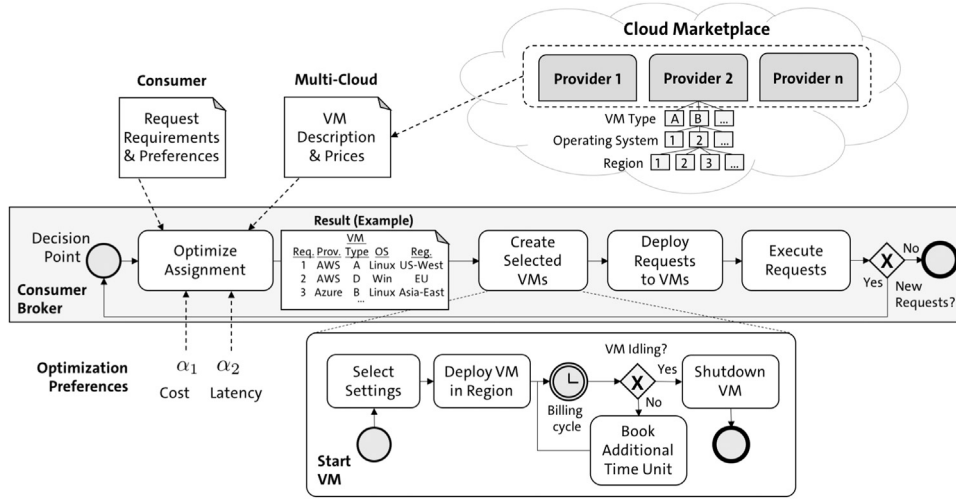 Cloud Marketplace
Provider 1
Provider 2
Provider n
VM Type
A
B
...
Operating System
1
2
...
Region
1
2
3
...
Consumer
Request
Requirements
& Preferences
Multi-Cloud
VM
Description
& Prices
Decision
Point
Consumer
Broker
Optimize
Assignment
Result (Example)
VM
Req. Prov. Type OS Reg.
1 AWS A Linux US-West
2 AWS D Win EU
3 Azure B Linux Asia-East
...
Create
Selected
VMs
Deploy
Requests
to VMs
Execute
Requests
X
No
Yes
New
Requests?
Optimization
Preferences
α1
Cost
α2
Latency
Start
VM
Select
Settings
Deploy VM
in Region
Billing
cycle
VM Idling?
X
Yes
No
Shutdown
VM
Book
Additional
Time Unit